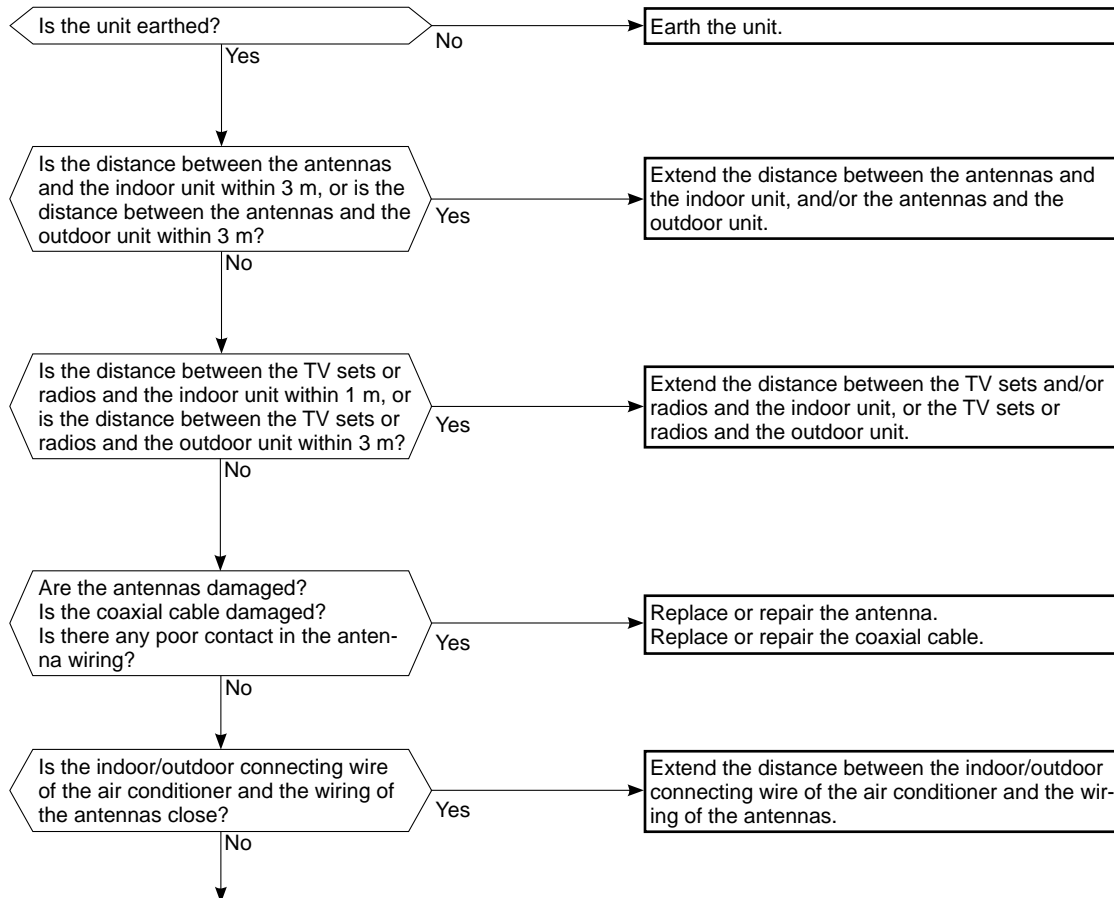 Is the unit earthed?
No
Earth the unit.
Yes
Is the distance between the antennas
and the indoor unit within 3 m, or is the
distance between the antennas and the
outdoor unit within 3 m?
Yes
Extend the distance between the antennas and
the indoor unit, and/or the antennas and the
outdoor unit.
No
Is the distance between the TV sets or
radios and the indoor unit within 1 m, or
is the distance between the TV sets or
radios and the outdoor unit within 3 m?
Yes
Extend the distance between the TV sets and/or
radios and the indoor unit, or the TV sets or
radios and the outdoor unit.
No
Are the antennas damaged?
Is the coaxial cable damaged?
Is there any poor contact in the anten-
na wiring?
Yes
Replace or repair the antenna.
Replace or repair the coaxial cable.
No
Is the indoor/outdoor connecting wire
of the air conditioner and the wiring of
the antennas close?
Yes
Extend the distance between the indoor/outdoor
connecting wire of the air conditioner and the wir-
ing of the antennas.
No